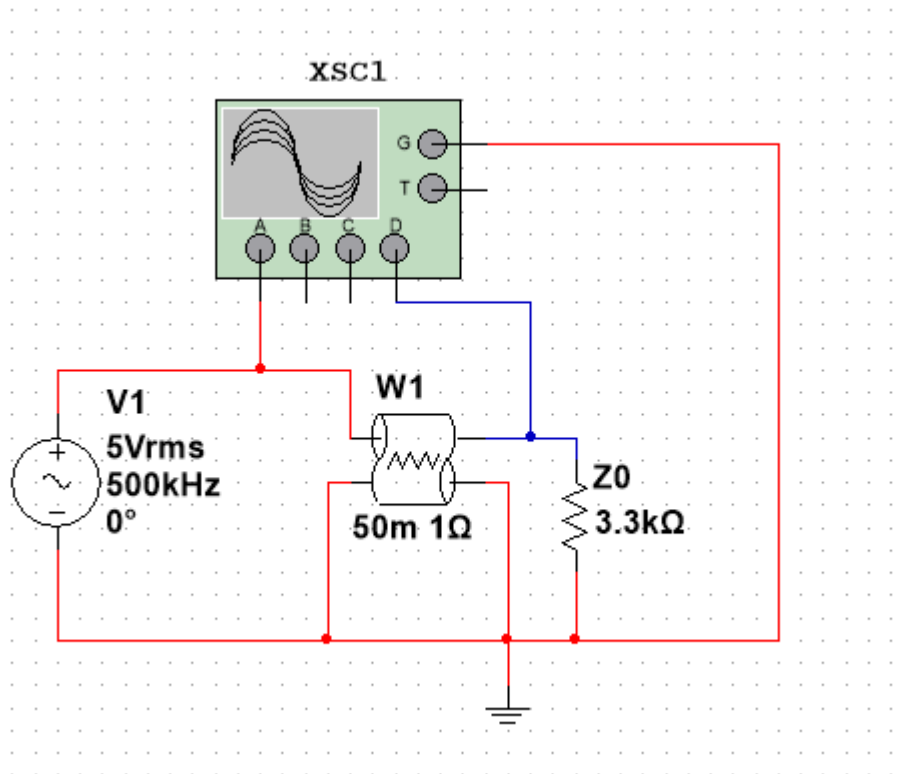 XSC1
G
T
A B C D
V1
5Vrms
500kHz
0°
W1
50m 1Ω
Z0
3.3kΩ